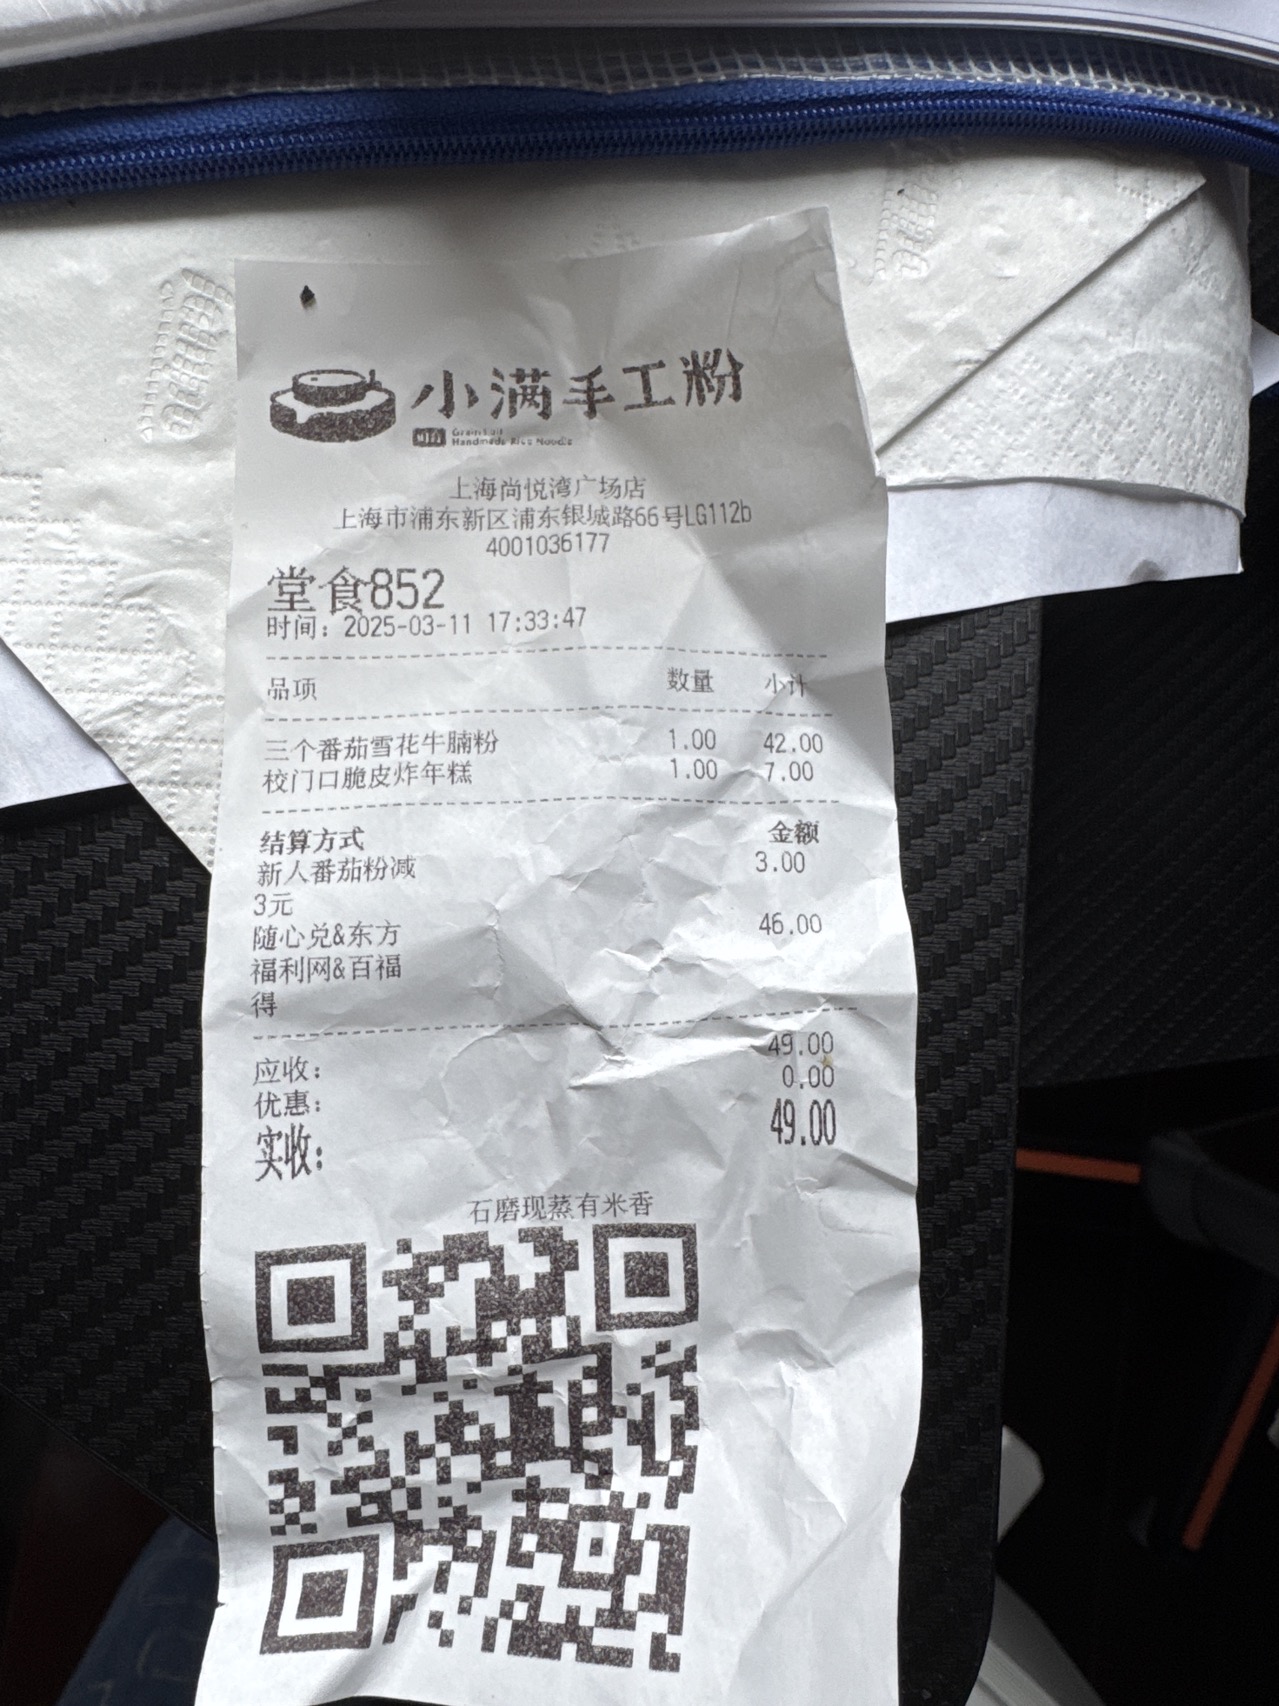 小满手工粉
Handmade Rice Noodle
上海尚悦湾广场店
上海市浦东新区浦东银城路66号LG112b
4001036177
堂食852
时间：2025-03-11 17:33:47
品项 数量 小计
三个番茄雪花牛腩粉 1.00 42.00
校门口脆皮炸年糕 1.00 7.00
结算方式 金额
新人番茄粉减 3.00
3元
随心兑&东方 46.00
福利网&百福
得
应收： 49.00
优惠： 0.00
实收： 49.00
石磨现蒸有米香